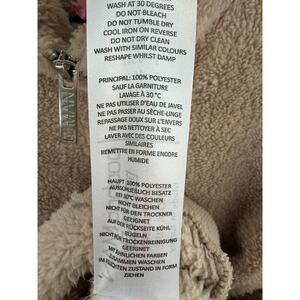 WASH AT 30 DEGREES
DO NOT BLEACH
DO NOT TUMBLE DRY
COOL IRON ON REVERSE
DO NOT DRY CLEAN
WASH WITH SIMILAR COLOURS
RESHAPE WHILST DAMP
PRINCIPAL: 100% POLYESTER
SAUF LA GARNITURE
LAVAGE À 30°C
NE PAS UTILISER D'EAU DE JAVEL
NE PAS PASSER AU SÈCHE-LINGE
REPASSAGE DOUX SUR L'ENVERS
NE PAS NETTOYER À SEC
LAVER AVEC DES COULEURS
SIMILAIRES
REMETTRE EN FORME ENCORE
HUMIDE
HAUPT :100% POLYESTER
AUSSCHLIEßLICH BESATZ
BEI 30°C WASCHEN
NICHT BLEICHEN
NICHT FÜR DEN TROCKNER
GEEIGNET
AUF DER RÜCKSEITE KÜHL
BÜGELN
NICHT FÜR TROCKENREINIGUNG
GEEIGNET
MIT ÄHNLICHEN FARBEN
ZUSAMMEN WASCHEN
IM FEUCHTEN ZUSTAND IN FORM
ZIEHEN
MAN